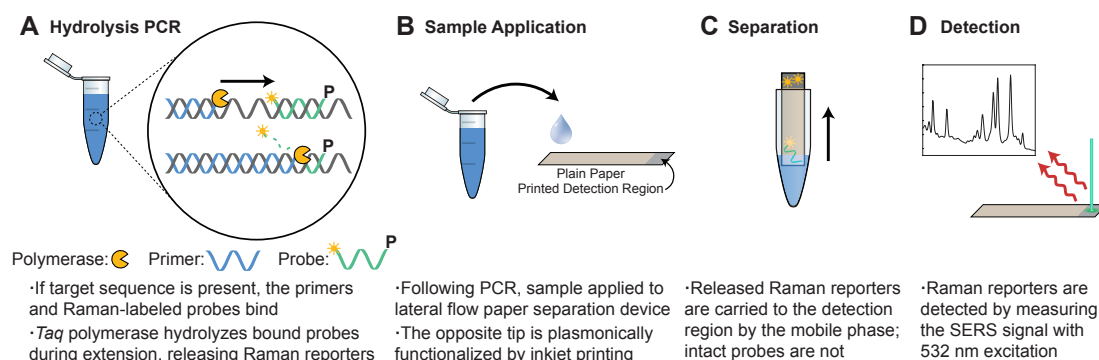 A Hydrolysis PCR
B Sample Application
C Separation
D Detection
P
P
Plain Paper
Printed Detection Region
Polymerase: Primer: Probe: P
·If target sequence is present, the primers
and Raman-labeled probes bind
·Taq polymerase hydrolyzes bound probes
during extension, releasing Raman reporters
·Following PCR, sample applied to
lateral flow paper separation device
·The opposite tip is plasmonically
functionalized by inkjet printing
·Released Raman reporters
are carried to the detection
region by the mobile phase;
intact probes are not
·Raman reporters are
detected by measuring
the SERS signal with
532 nm excitation